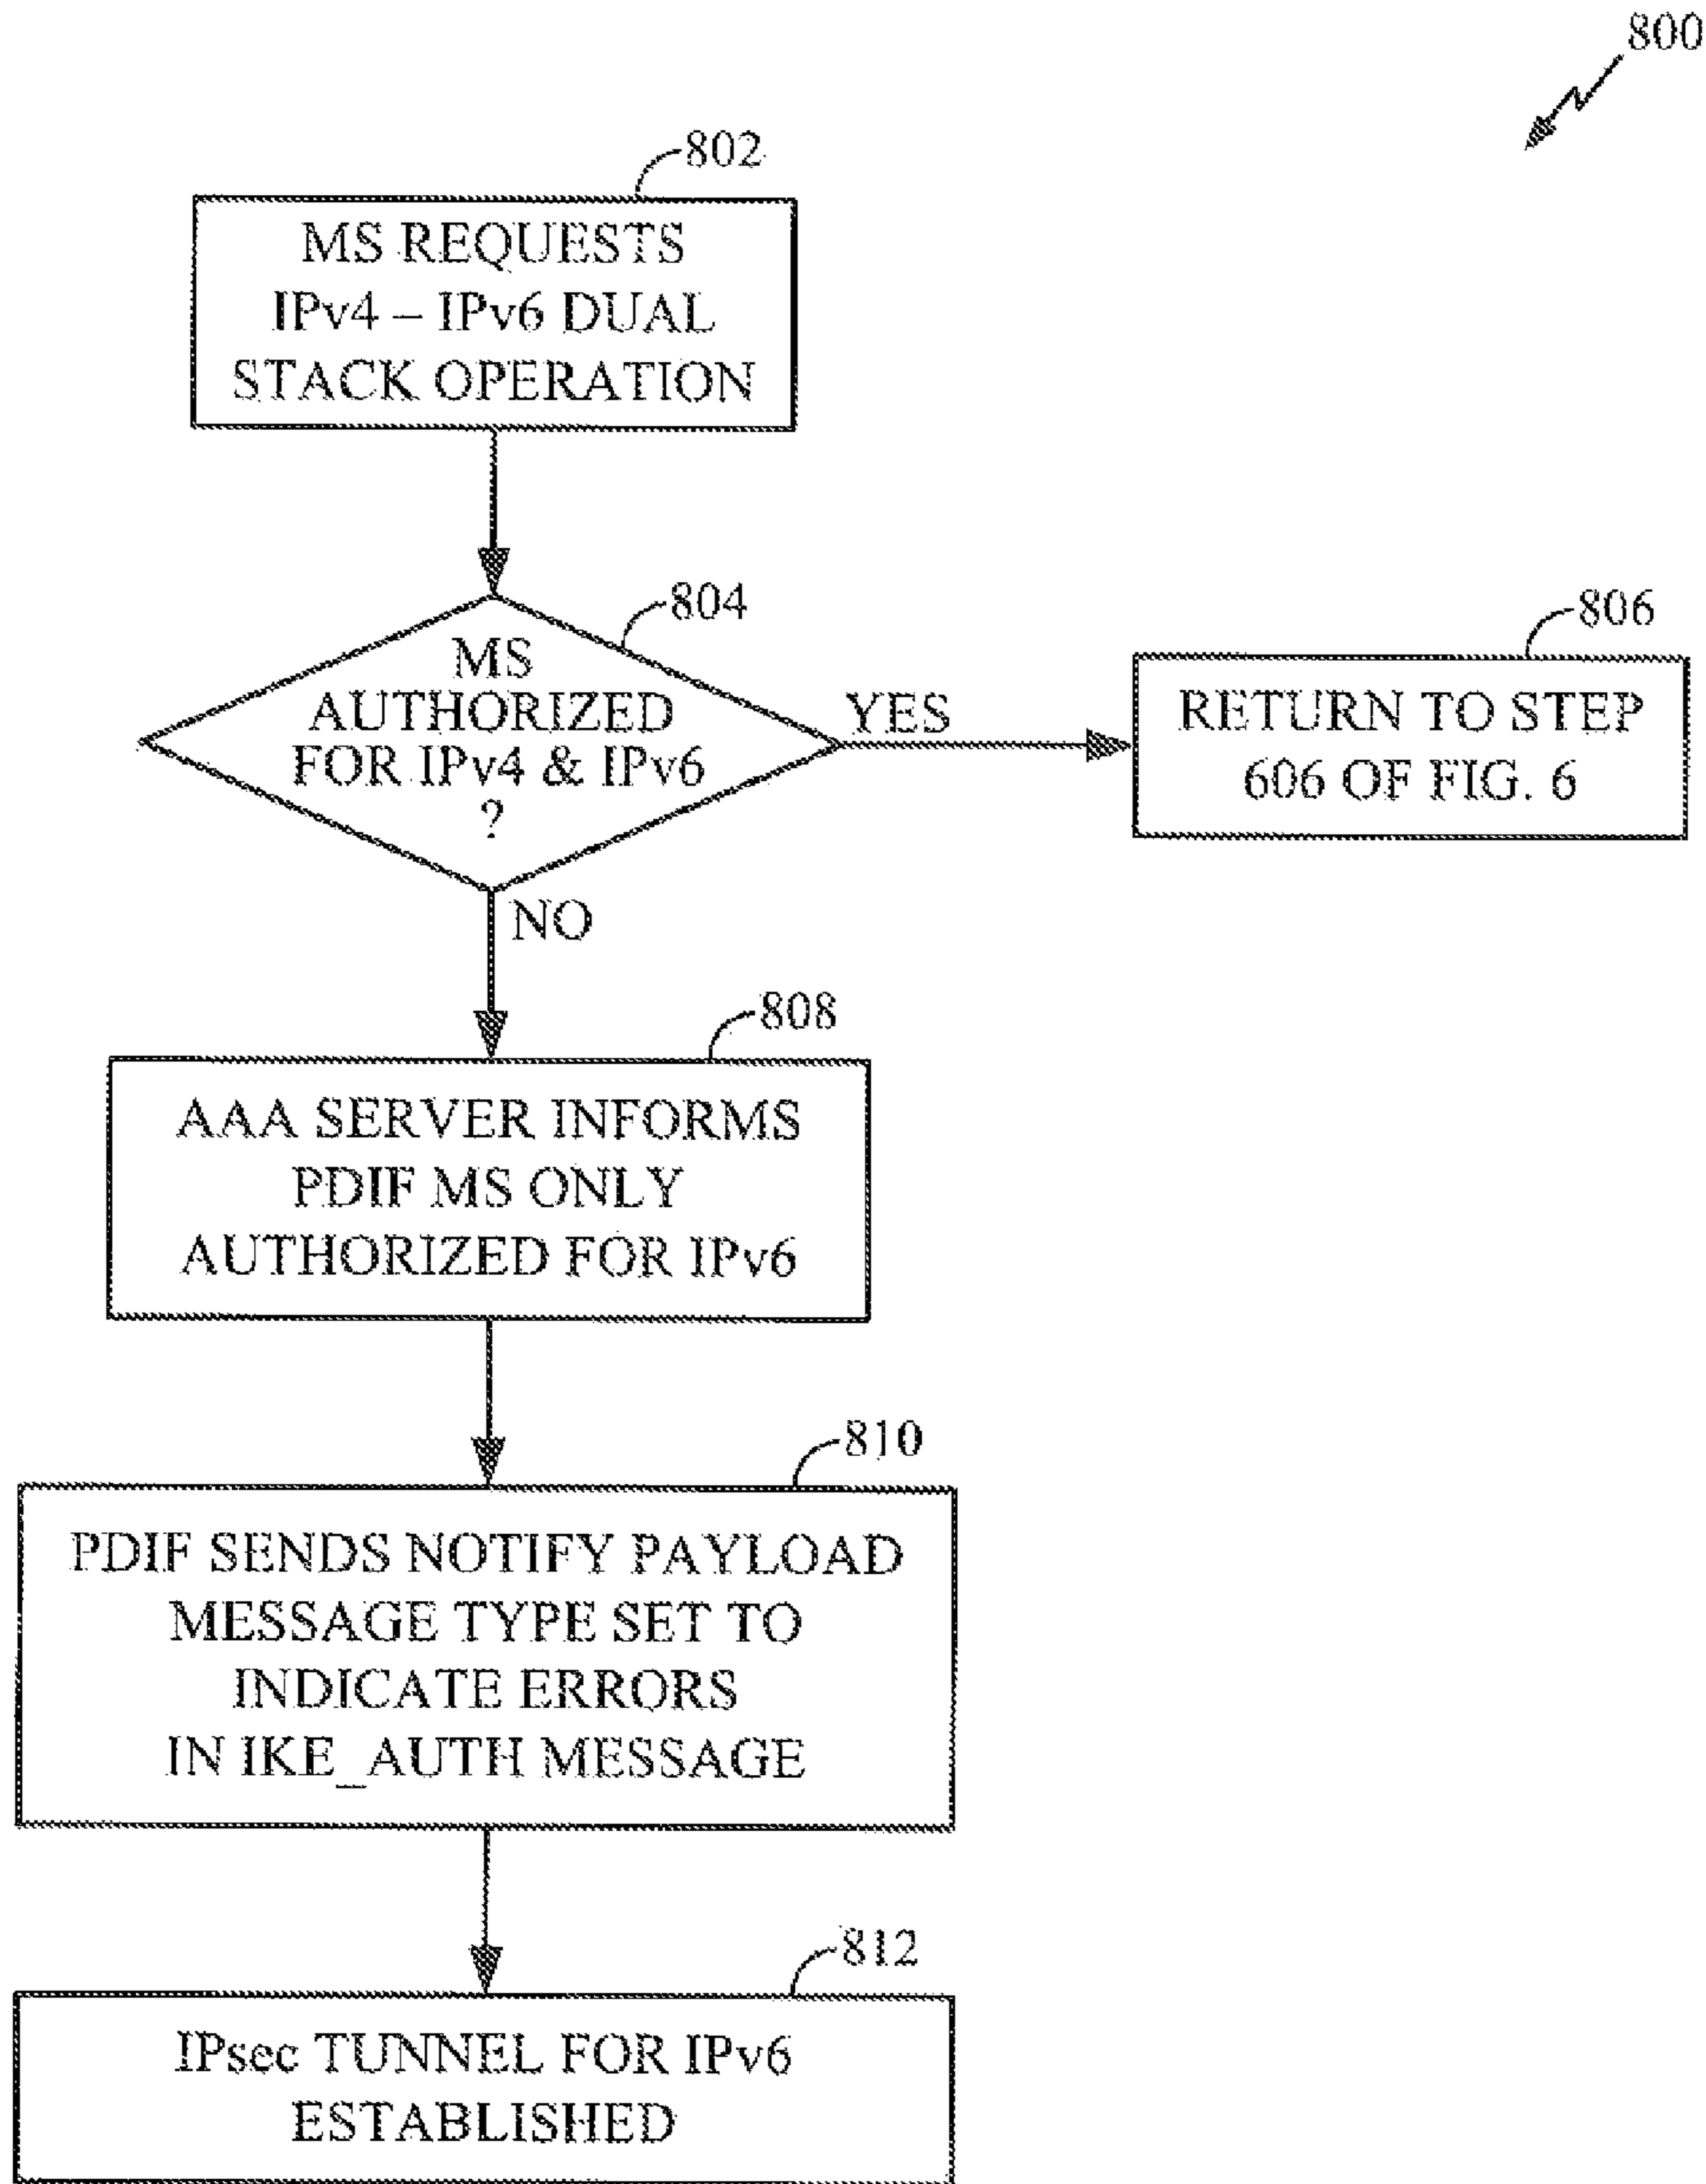 800
802
MS REQUESTS
IPv4 – IPv6 DUAL
STACK OPERATION
804
MS
AUTHORIZED
FOR IPv4 & IPv6
?
YES
806
RETURN TO STEP
606 OF FIG. 6
NO
808
AAA SERVER INFORMS
PDIF MS ONLY
AUTHORIZED FOR IPv6
810
PDIF SENDS NOTIFY PAYLOAD
MESSAGE TYPE SET TO
INDICATE ERRORS
IN IKE_AUTH MESSAGE
812
IPsec TUNNEL FOR IPv6
ESTABLISHED